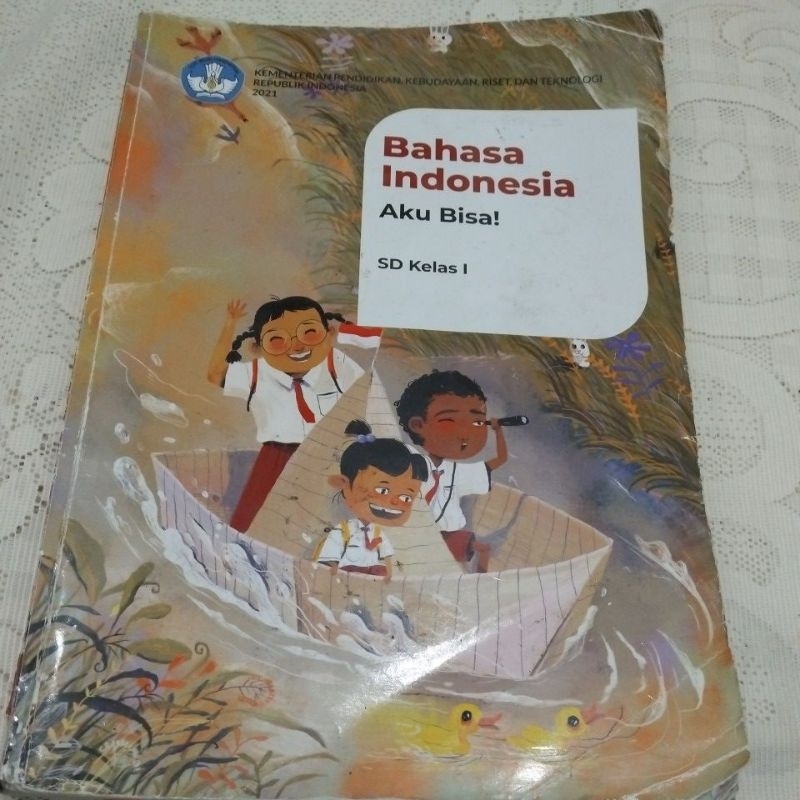 KEMENTERIAN PENDIDIKAN, KEBUDAYAAN, RISET, DAN TEKNOLOGI
REPUBLIK INDONESIA
2021
Bahasa
Indonesia
Aku Bisa!
SD Kelas I